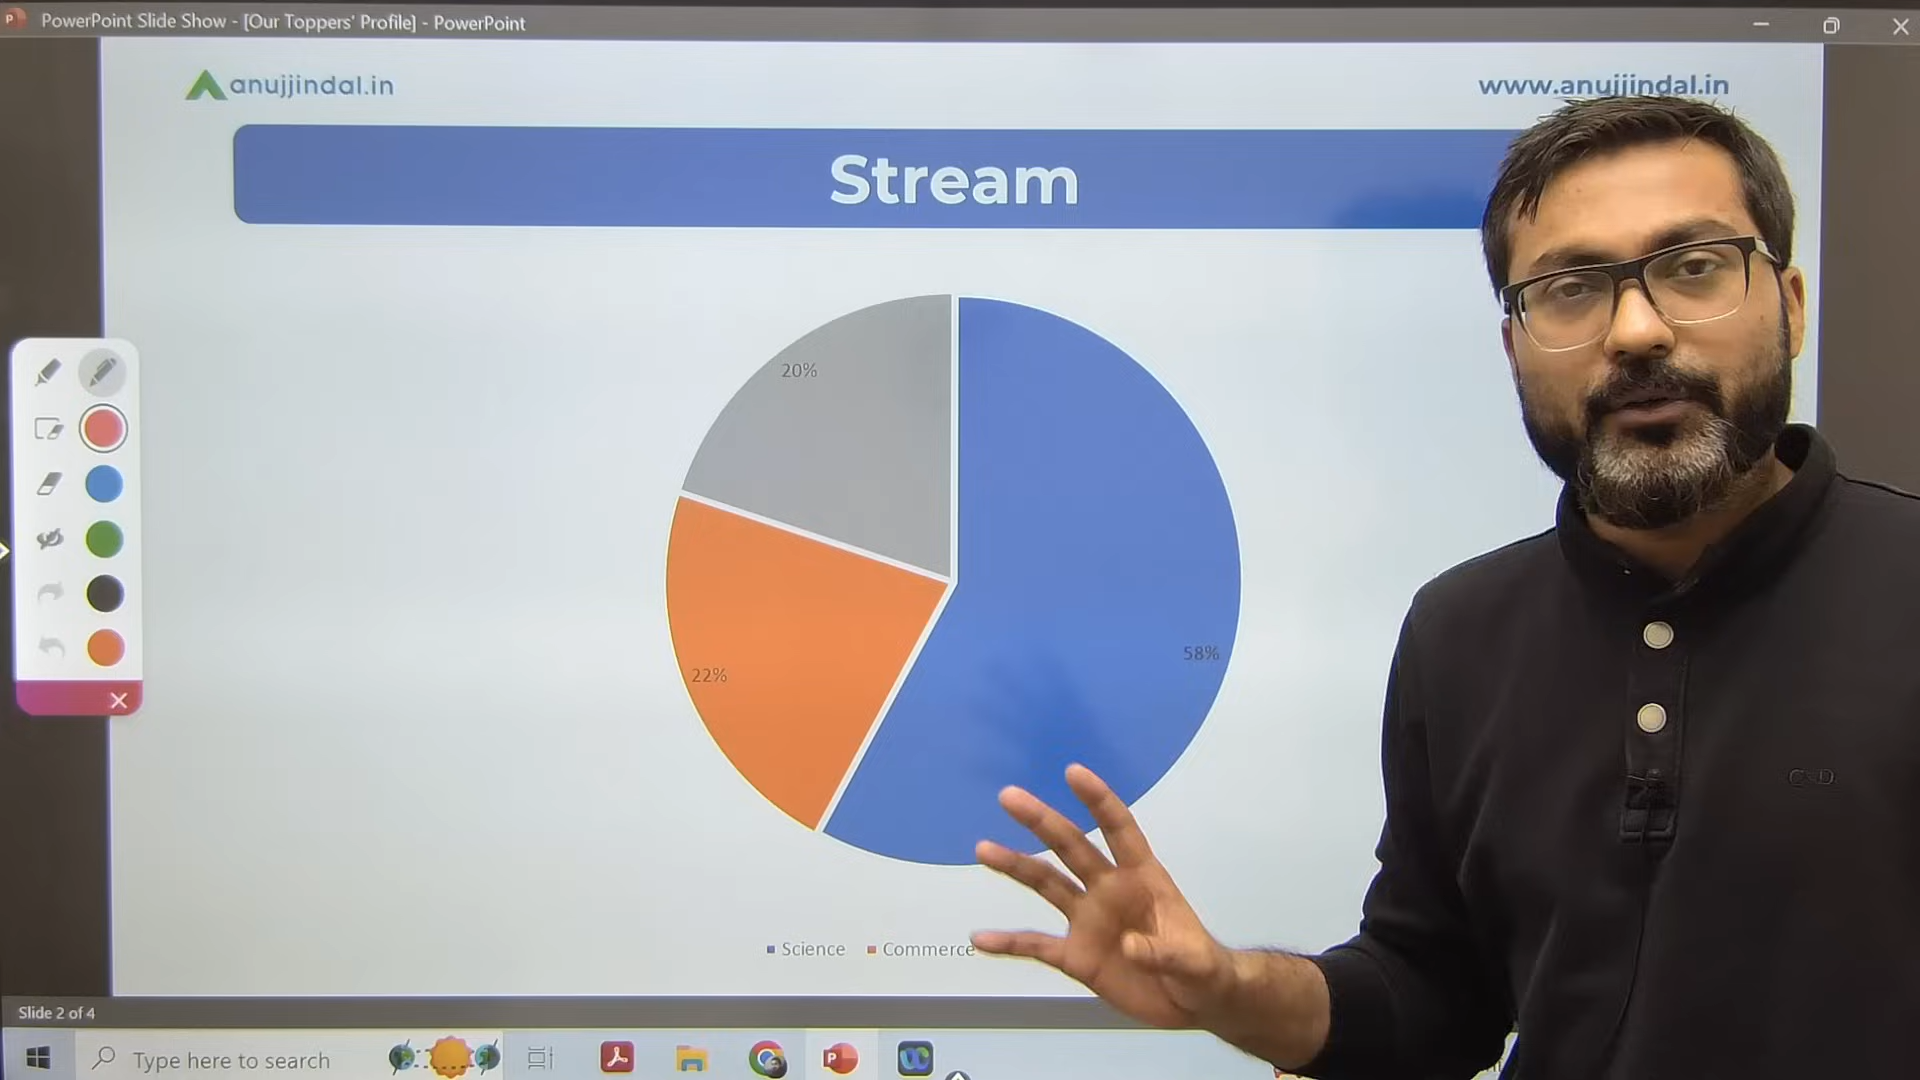 PowerPoint Slide Show - [Our Toppers' Profile] - PowerPoint
anujjindal.in
www.anujjindal.in
Stream
20%
58%
22%
Science
Commerce
Slide 2 of 4
Type here to search